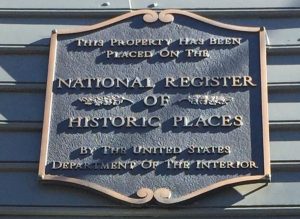 THIS PROPERTY HAS BEEN
PLACED ON THE
NATIONAL REGISTER
OF
HISTORIC PLACES
BY THE UNITED STATES
DEPARTMENT OF THE INTERIOR